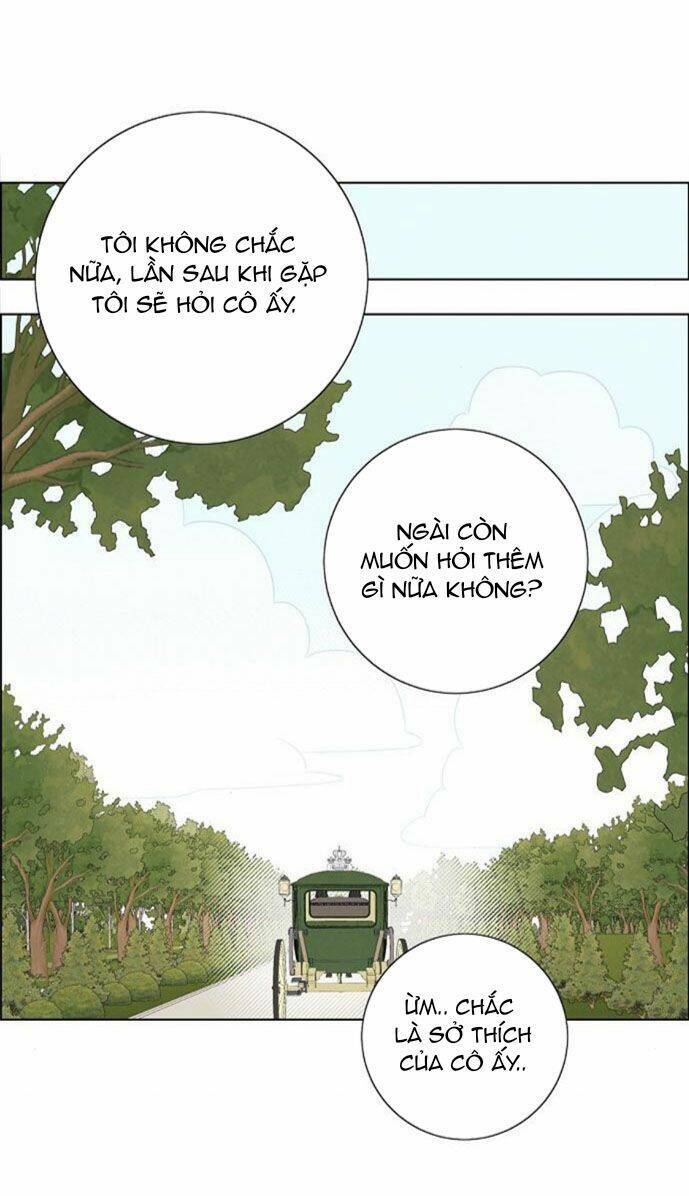 TÔI KHÔNG CHẮC
NỮA, LẦN SAU KHI GẶP
TÔI SẼ HỎI CÔ ẤY.
NGÀI CÒN
MUỐN HỎI THÊM
GÌ NỮA KHÔNG?
ỪM.. CHẮC
LÀ SỞ THÍCH
CỦA CÔ ẤY..